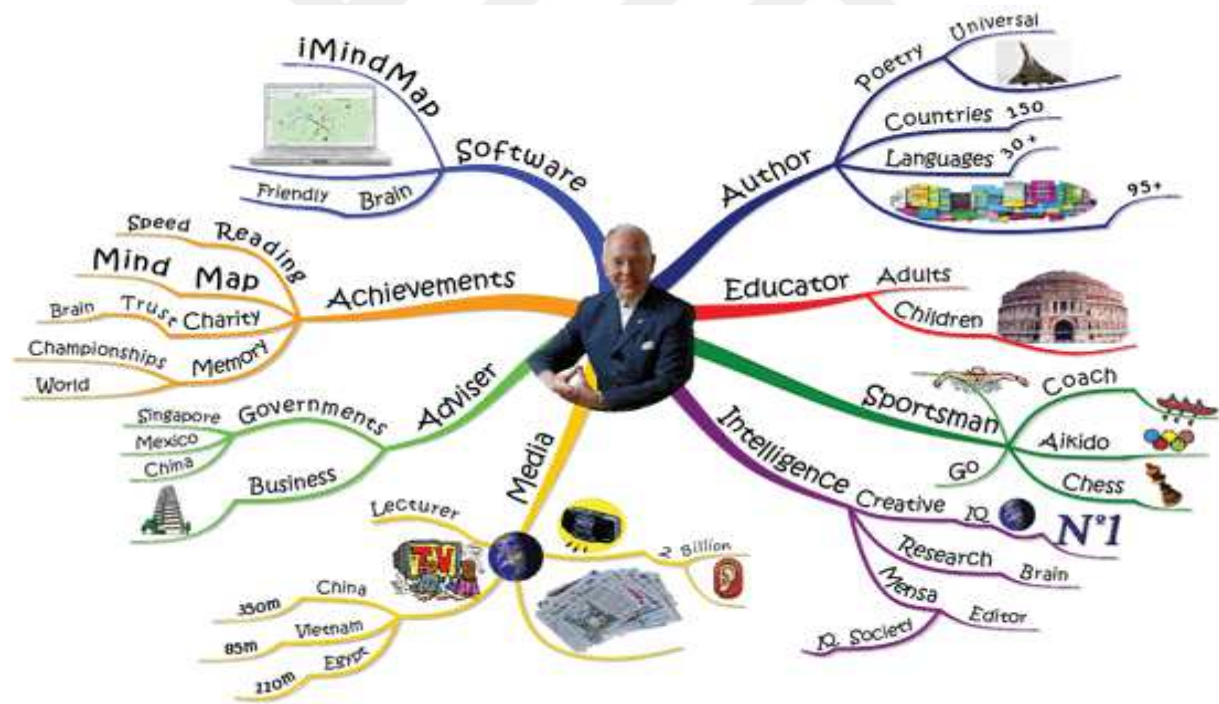 iMindMap
Software
Friendly Brain
Author
Poetry
Universal
Countries 150
Languages 30+
95+
Educator
Adults
Children
Sportsman
Coach
Aikido
Chess
Go
Intelligence
Creative IQ Nº1
Research Brain
Mensa
Editor
IQ Society
Media
Lecturer
2 Billion
T.V
China 350m
Vietnam 85m
Egypt 220m
Adviser
Governments
Singapore
Mexico
China
Business
Achievements
Speed Reading
Mind Map
Brain Trust Charity
Memory
Championships
World